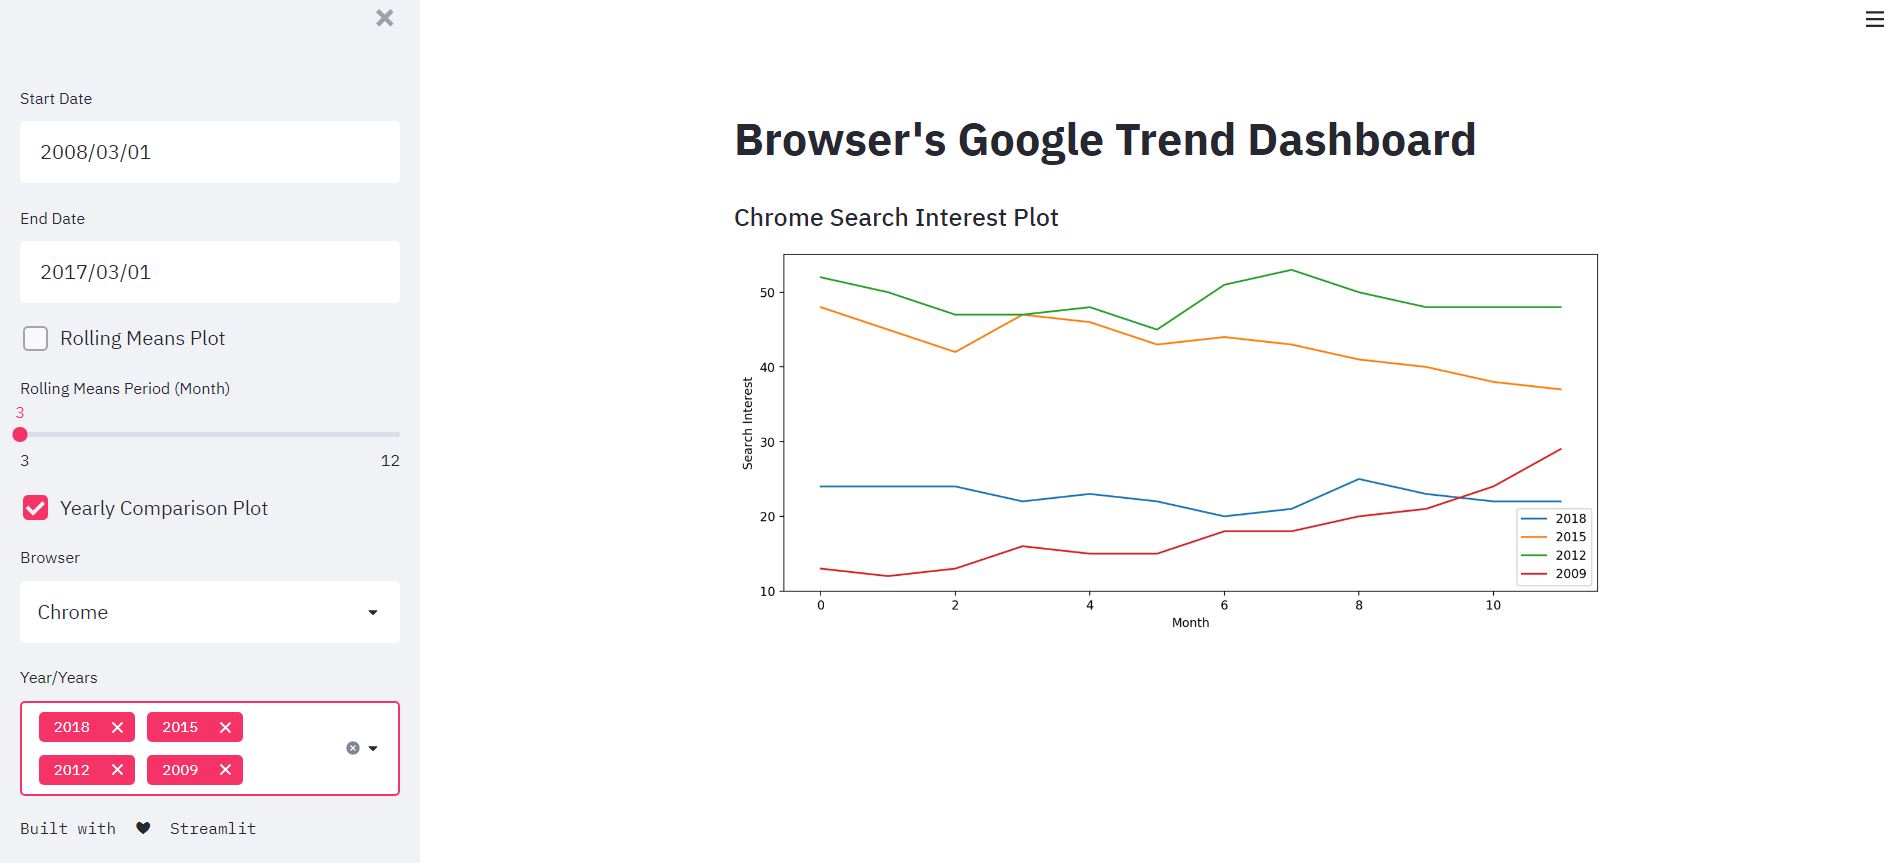 Start Date
2008/03/01
End Date
2017/03/01
Rolling Means Plot
Rolling Means Period (Month)
3
3 12
Yearly Comparison Plot
Browser
Chrome
Year/Years
2018 2015
2012 2009
Built with Streamlit
Browser's Google Trend Dashboard
Chrome Search Interest Plot
50
40
30
20
10
Search Interest
0 2 4 6 8 10
Month
2018
2015
2012
2009